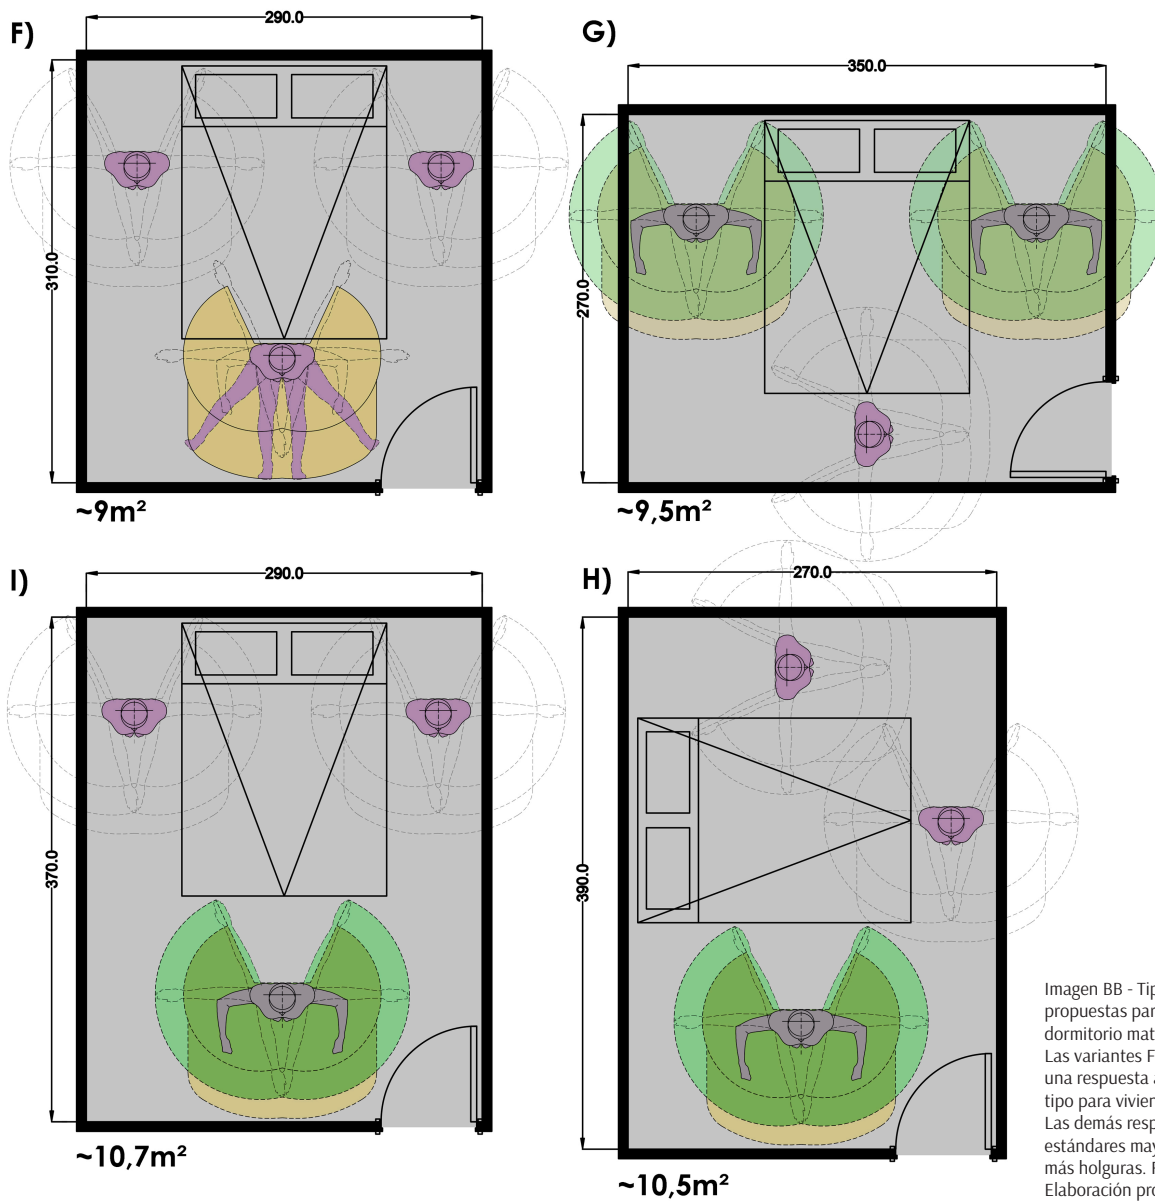 F)
290.0
310.0
~9m²
G)
350.0
270.0
~9,5m²
I)
290.0
370.0
~10,7m²
H)
270.0
390.0
~10,5m²
Imagen BB - Tip
propuestas par
dormitorio mat
Las variantes F
una respuesta a
tipo para vivien
Las demás resp
estándares may
más holguras. F
Elaboración pro